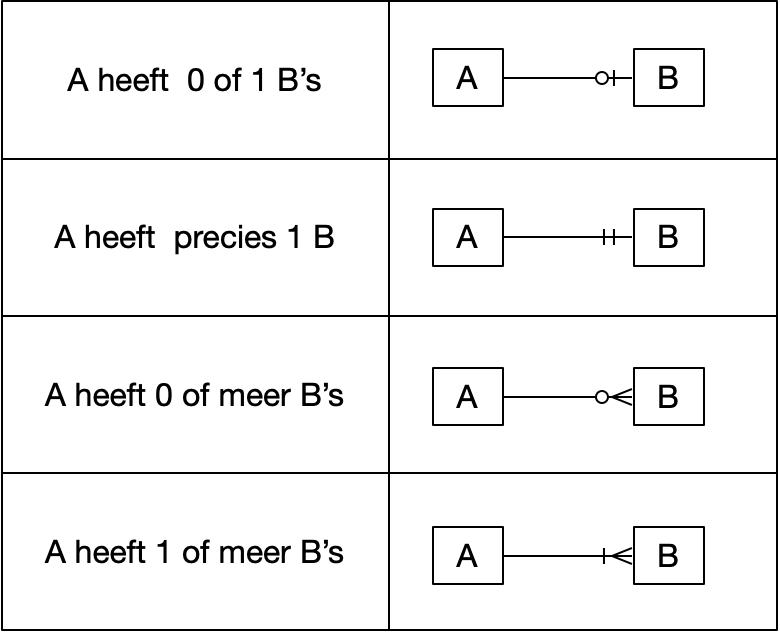 A heeft  0 of 1 B’s
A B
A heeft  precies 1 B
A B
A heeft 0 of meer B’s
A B
A heeft 1 of meer B’s
A B